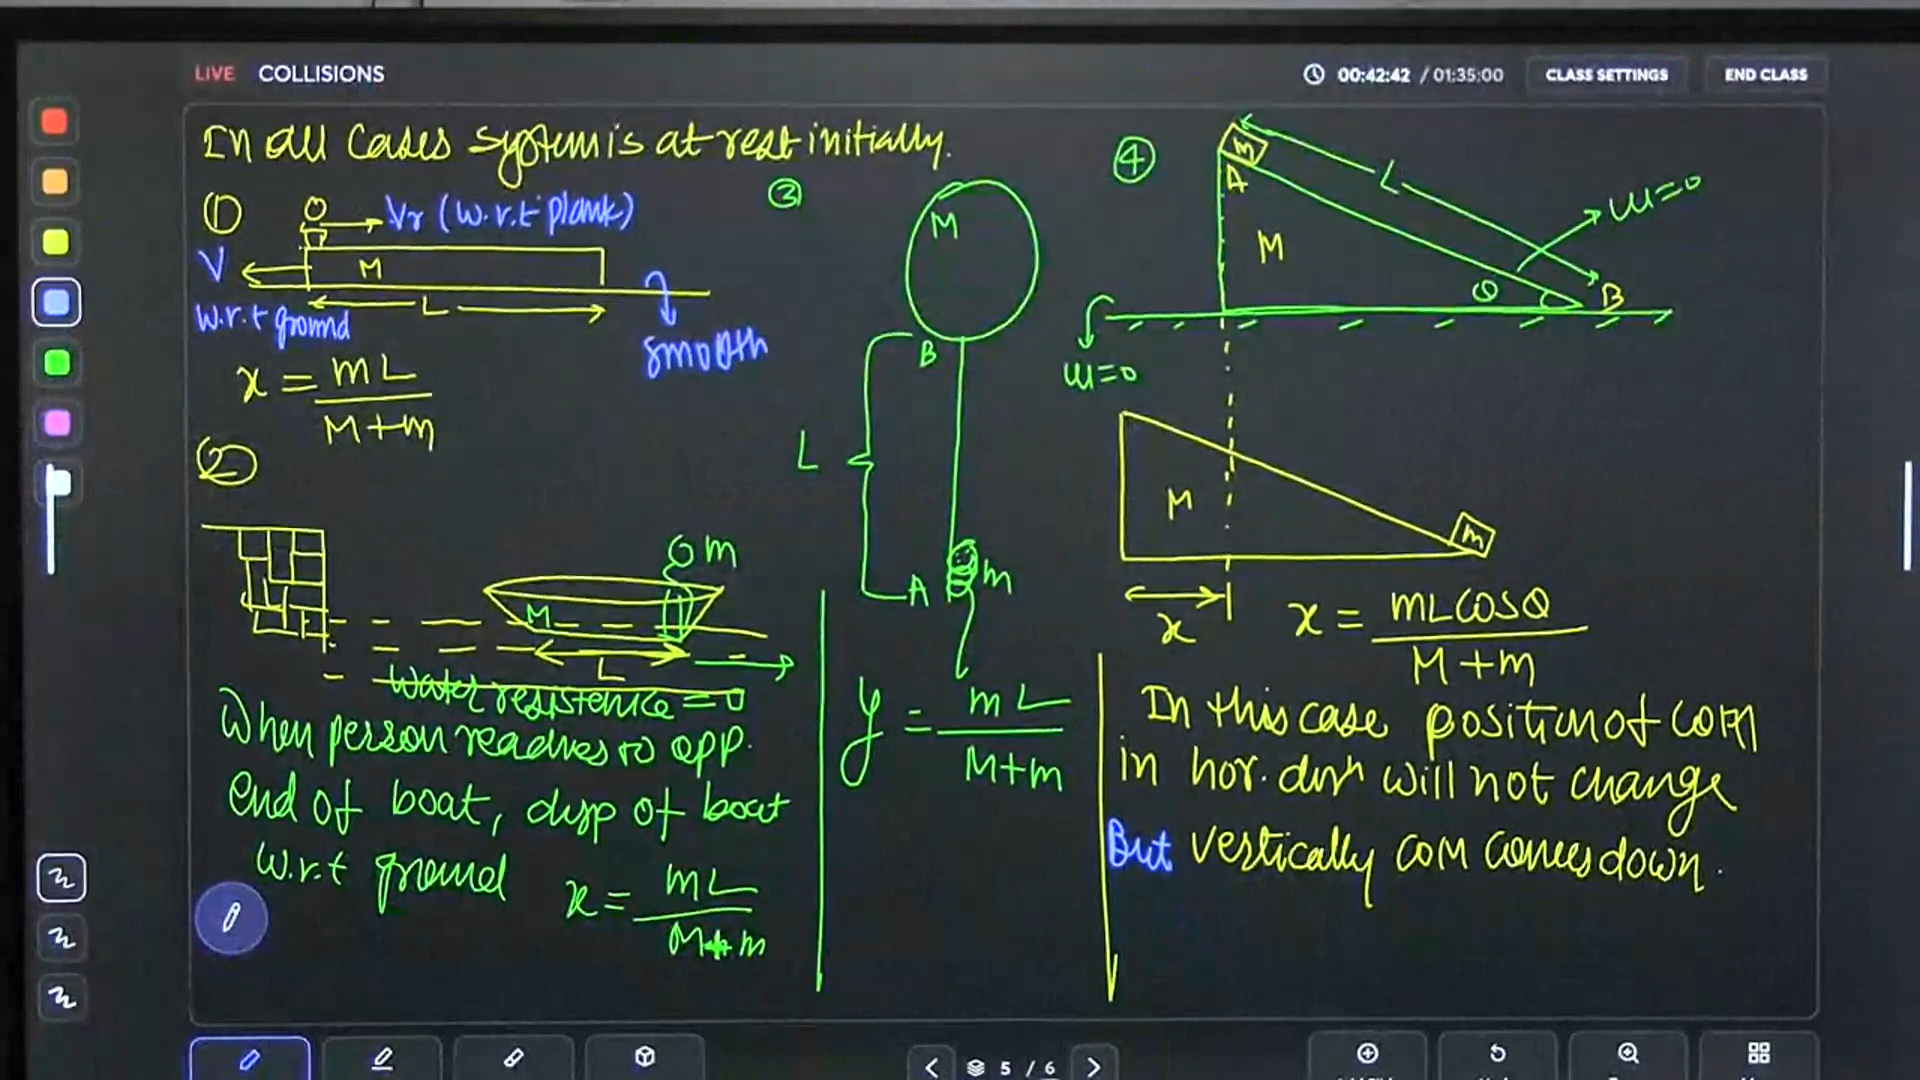 LIVE COLLISIONS
00:42:42 / 01:35:00
CLASS SETTINGS
END CLASS
In all cases system is at rest initially.
①
Vr (w.r.t plank)
V
M
L
w.r.t ground
smooth
x = mL / M+m
②
m
M
L
Water resistence = 0
When person reaches to opp.
end of boat, disp of boat
w.r.t ground x = mL / M+m
③
M
B
L
A
m
y = mL / M+m
④
m
A
L
μ=0
M
θ
B
μ=0
M
m
x
x = mLcosθ / M+m
In this case position of COM
in hor. dirn will not change
But vertically COM comes down.
5 / 6